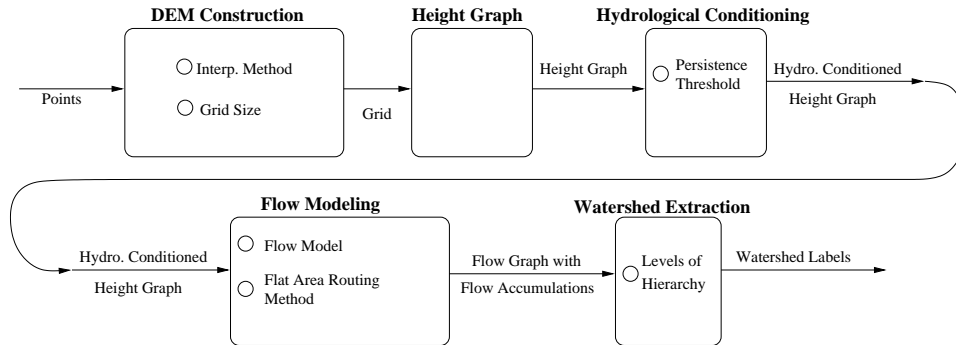 DEM Construction
Height Graph
Hydrological Conditioning
Points
Interp. Method
Grid Size
Grid
Height Graph
Persistence
Threshold
Hydro. Conditioned
Height Graph
Flow Modeling
Watershed Extraction
Hydro. Conditioned
Height Graph
Flow Model
Flat Area Routing
Method
Flow Graph with
Flow Accumulations
Levels of
Hierarchy
Watershed Labels